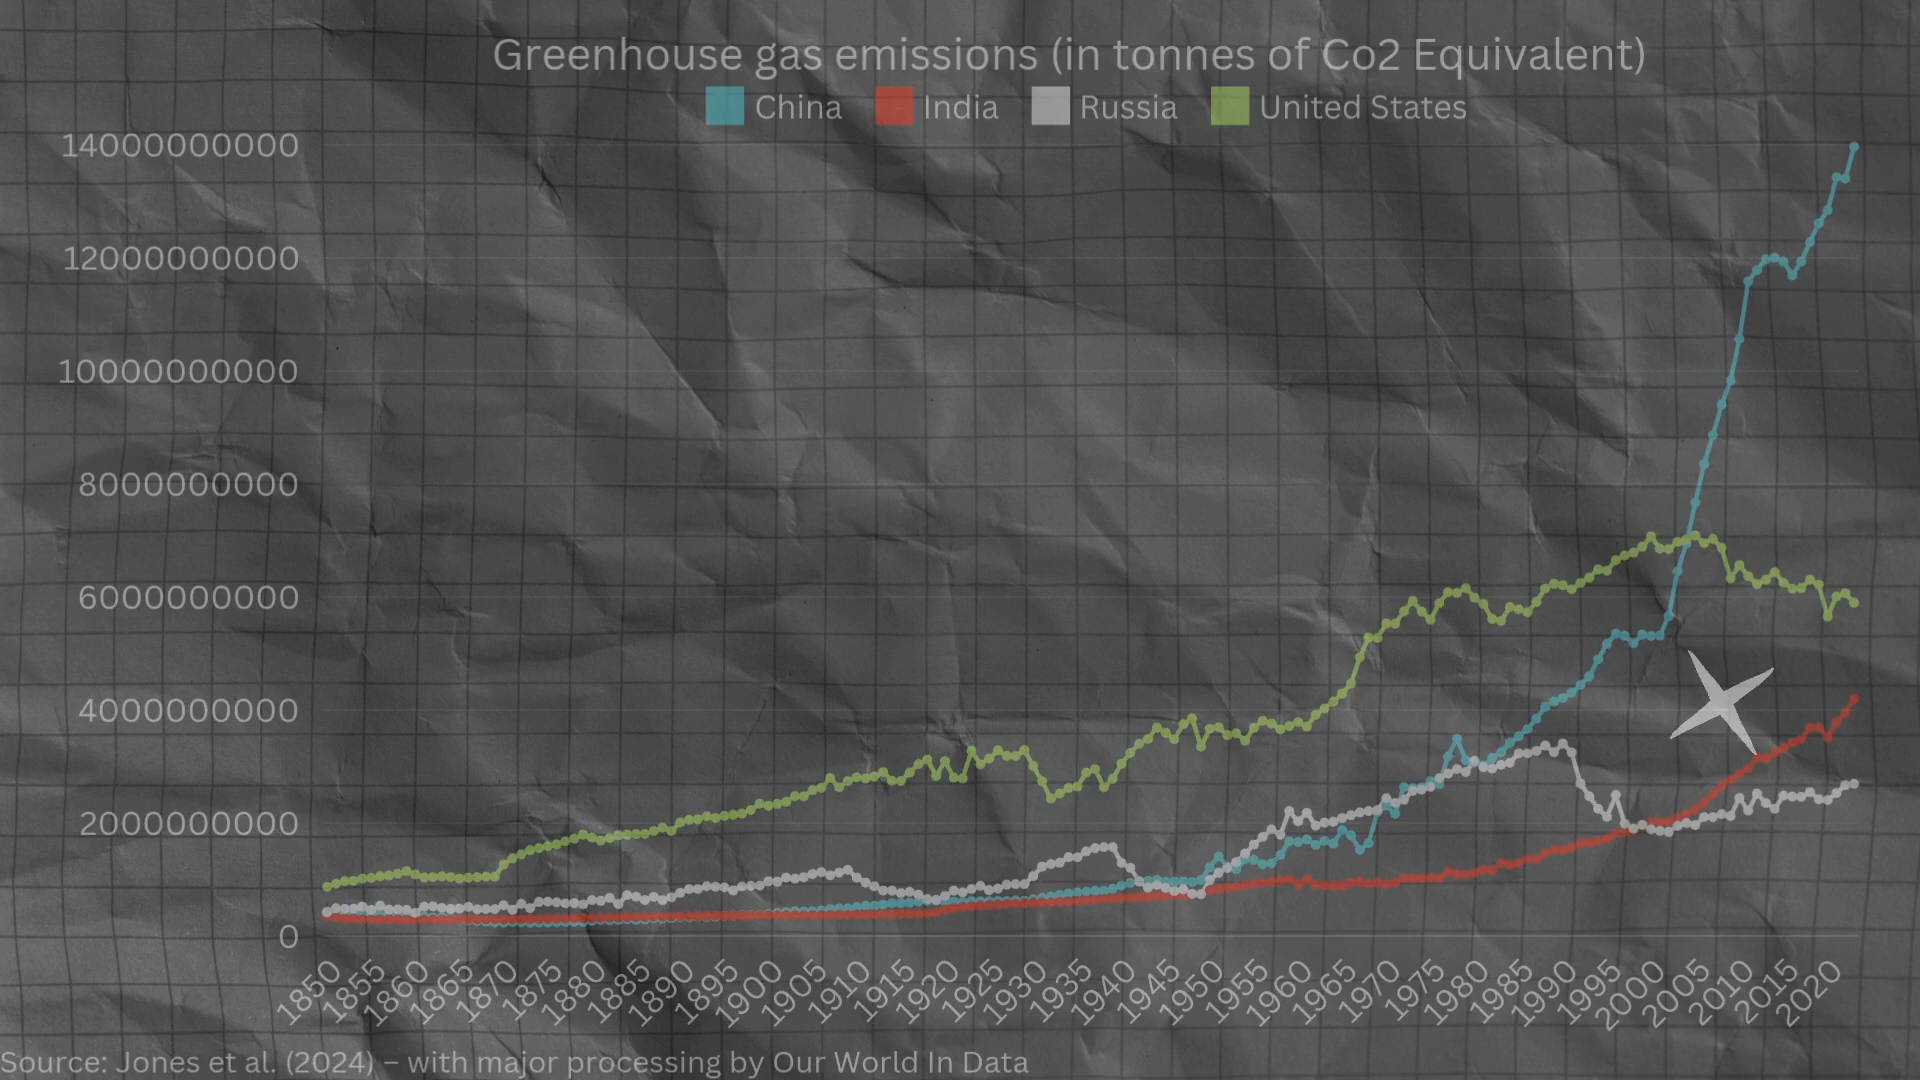 Greenhouse gas emissions (in tonnes of Co2 Equivalent)
China India Russia United States
14000000000
12000000000
10000000000
8000000000
6000000000
4000000000
2000000000
0
1850 1855 1860 1865 1870 1875 1880 1885 1890 1895 1900 1905 1910 1915 1920 1925 1930 1935 1940 1945 1950 1955 1960 1965 1970 1975 1980 1985 1990 1995 2000 2005 2010 2015 2020
Source: Jones et al. (2024) – with major processing by Our World In Data